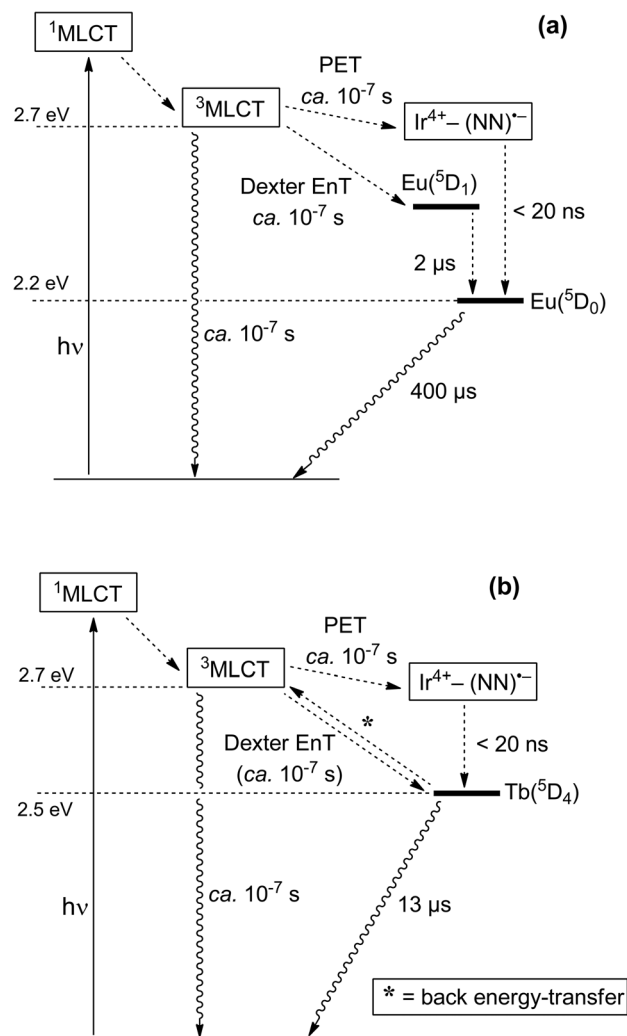 (a)
¹MLCT
PET
ca. 10⁻⁷ s
2.7 eV
³MLCT
Ir⁴⁺– (NN)•⁻
Dexter EnT
ca. 10⁻⁷ s
Eu(⁵D₁)
< 20 ns
2 µs
2.2 eV
Eu(⁵D₀)
hν
ca. 10⁻⁷ s
400 µs
(b)
¹MLCT
PET
ca. 10⁻⁷ s
2.7 eV
³MLCT
Ir⁴⁺– (NN)•⁻
*
Dexter EnT
(ca. 10⁻⁷ s)
< 20 ns
2.5 eV
Tb(⁵D₄)
hν
ca. 10⁻⁷ s
13 µs
* = back energy-transfer